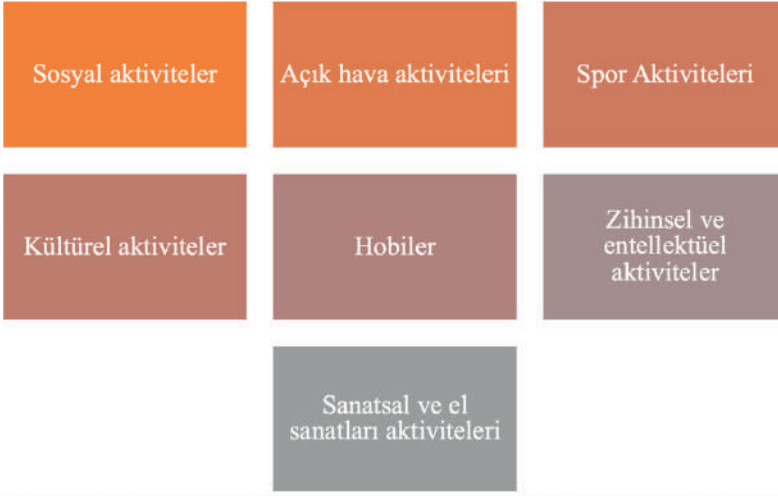 Sosyal aktiviteler
Açık hava aktiviteleri
Spor Aktiviteleri
Kültürel aktiviteler
Hobiler
Zihinsel ve
entellektüel
aktiviteler
Sanatsal ve el
sanatları aktiviteleri